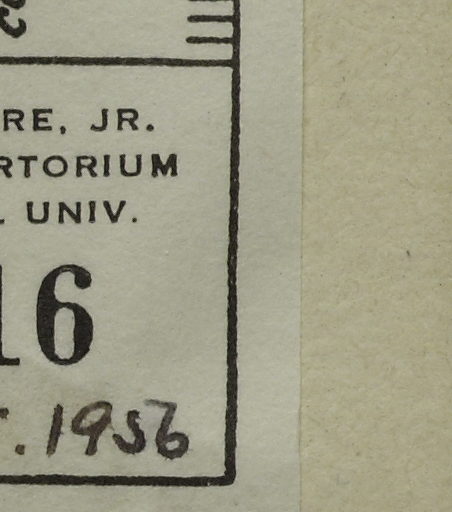 RE, JR.
RTORIUM
. UNIV.
16
. 1956